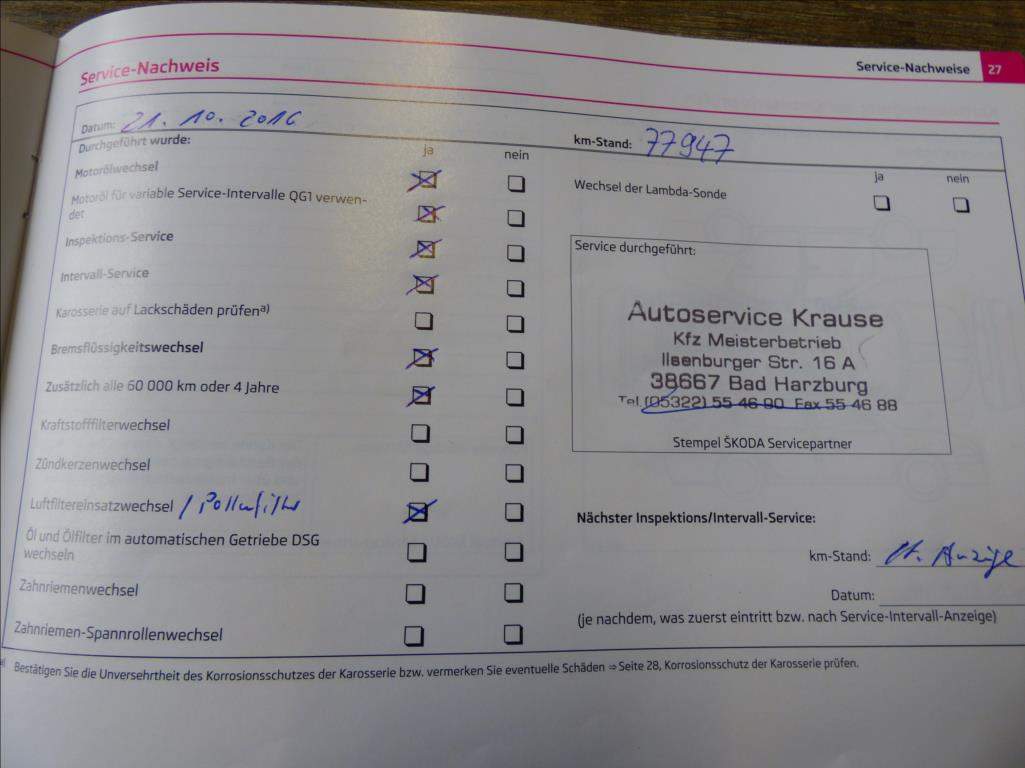 Service-Nachweis
Service-Nachweise 27
Datum: 21. 10. 2016
km-Stand: 77947
Durchgeführt wurde:
ja nein
Motorölwechsel
Motoröl für variable Service-Intervalle QG1 verwen-
det
Inspektions-Service
Intervall-Service
Karosserie auf Lackschäden prüfenᵃ⁾
Bremsflüssigkeitswechsel
Zusätzlich alle 60 000 km oder 4 Jahre
Kraftstofffilterwechsel
Zündkerzenwechsel
Luftfiltereinsatzwechsel / Pollenfilter
Öl und Ölfilter im automatischen Getriebe DSG
wechseln
Zahnriemenwechsel
Zahnriemen-Spannrollenwechsel
ja nein
Wechsel der Lambda-Sonde
Service durchgeführt:
Autoservice Krause
Kfz Meisterbetrieb
Ilsenburger Str. 16 A
38667 Bad Harzburg
Tel. (05322) 55 46 90 Fax 55 46 88
Stempel ŠKODA Servicepartner
Nächster Inspektions/Intervall-Service:
km-Stand: lt. Anzeige
Datum:
(je nachdem, was zuerst eintritt bzw. nach Service-Intervall-Anzeige)
ᵃ⁾ Bestätigen Sie die Unversehrtheit des Korrosionsschutzes der Karosserie bzw. vermerken Sie eventuelle Schäden ⇒ Seite 28, Korrosionsschutz der Karosserie prüfen.